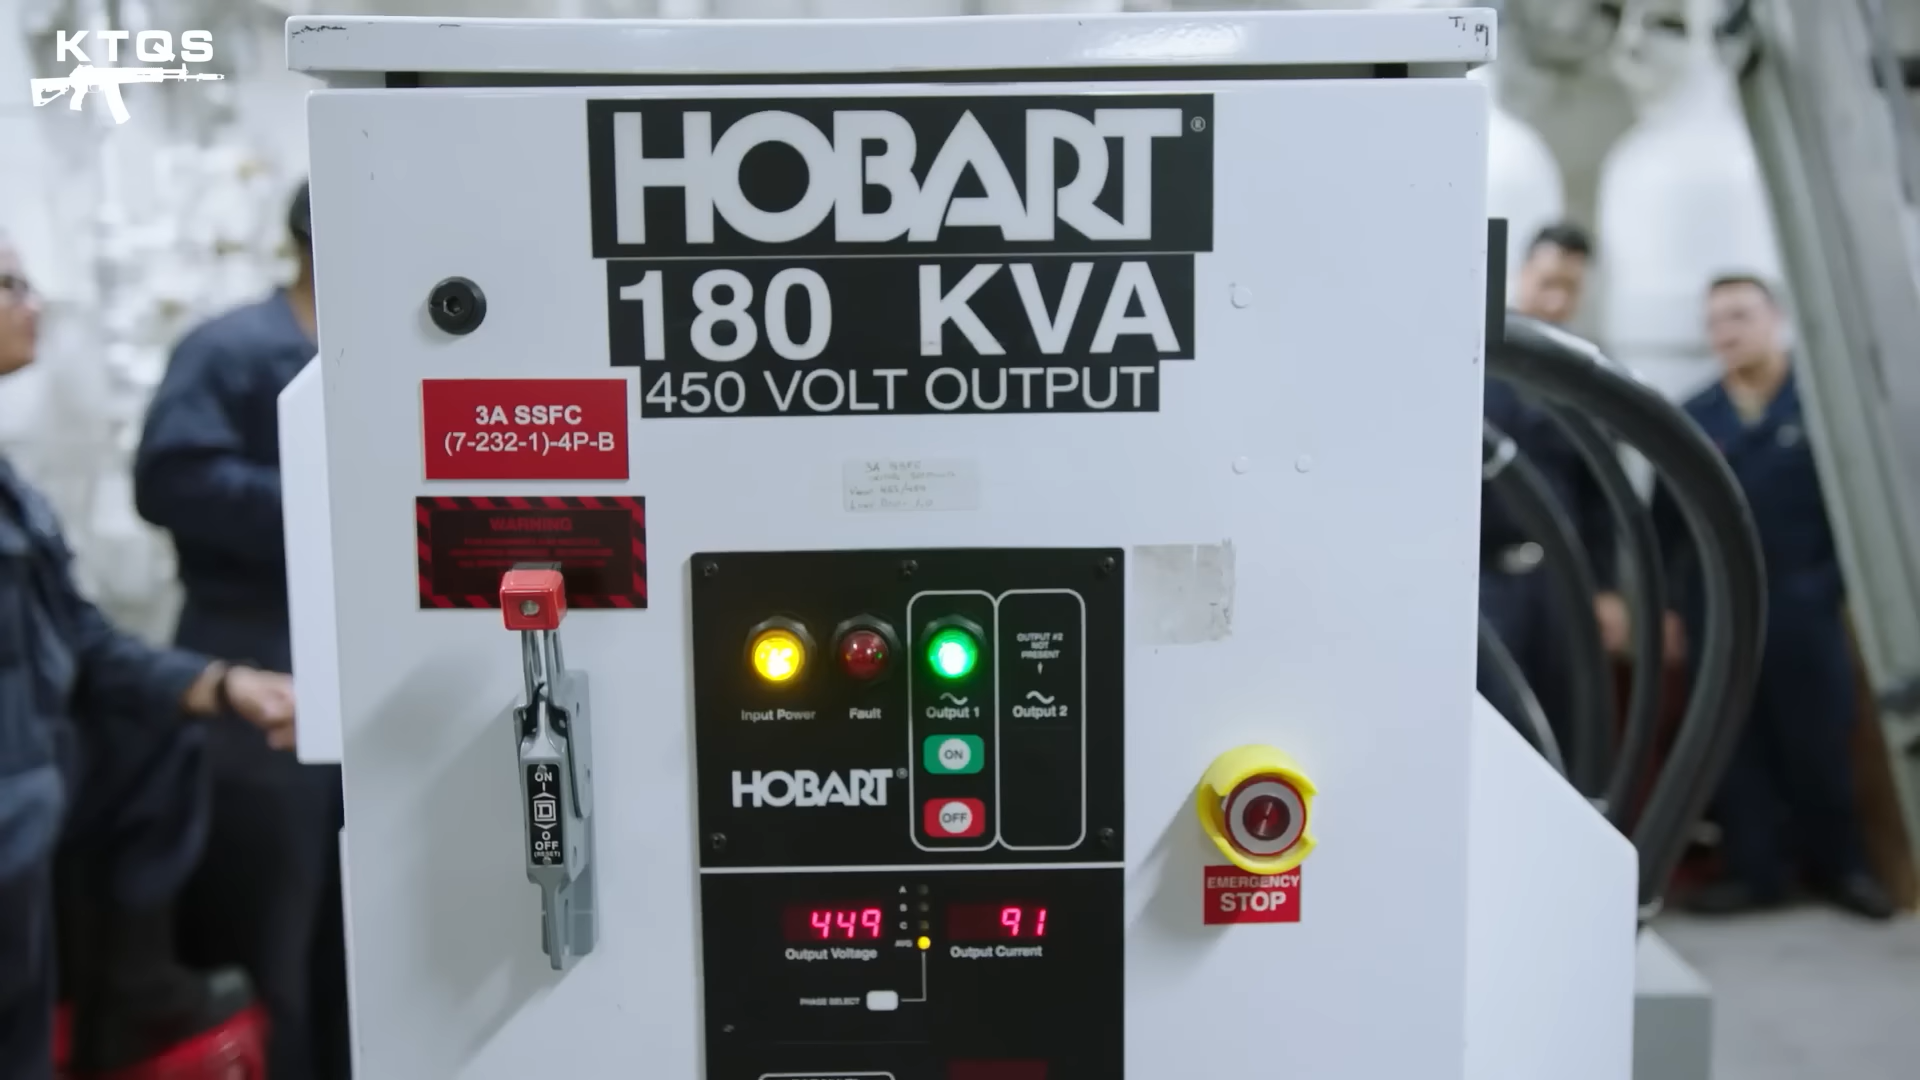 KTQS
HOBART®
180 KVA
450 VOLT OUTPUT
3A SSFC
(7-232-1)-4P-B
WARNING
OUTPUT #2
NOT
PRESENT
Input Power
Fault
Output 1
Output 2
ON
OFF
HOBART®
ON
I
D
O
OFF
(RESET)
EMERGENCY
STOP
A
B
C
AVG
449
91
Output Voltage
Output Current
PHASE SELECT